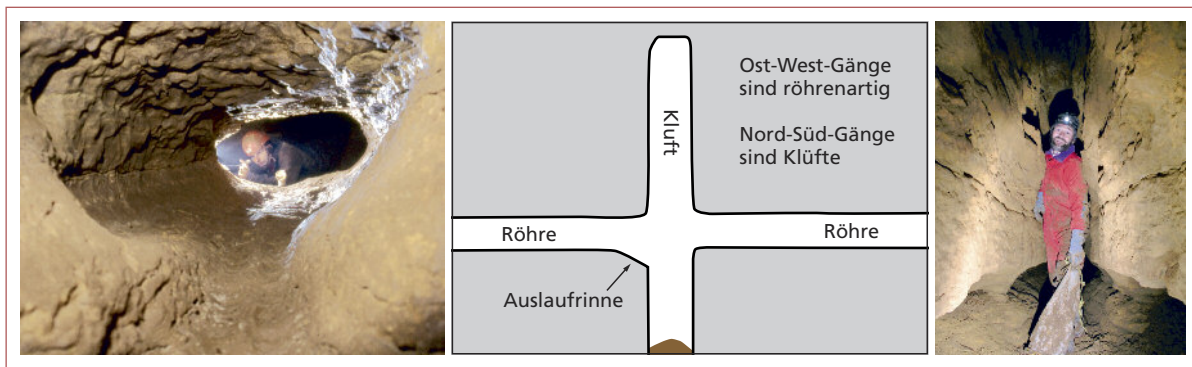 Ost-West-Gänge
sind röhrenartig
Nord-Süd-Gänge
sind Klüfte
Kluft
Röhre
Röhre
Auslaufrinne